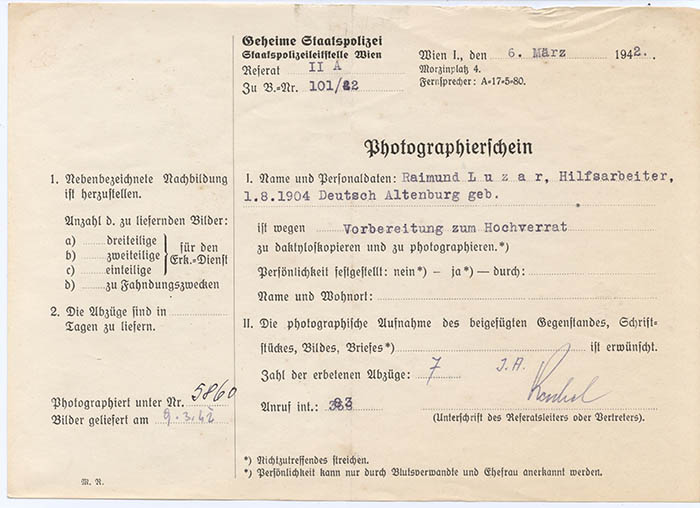 Geheime Staatspolizei
Staatspolizeileitstelle Wien
Referat II A
Zu B.-Nr. 101/42
Wien I., den 6. März 1942.
Morzinplatz 4.
Fernsprecher: A=17=5=80.
Photographierschein
1. Nebenbezeichnete Nachbildung
ist herzustellen.
Anzahl d. zu liefernden Bilder:
a) dreiteilige
b) zweiteilige
c) einteilige
für den
Erk.=Dienst
d) zu Fahndungszwecken
2. Die Abzüge sind in
Tagen zu liefern.
Photographiert unter Nr. 5860
Bilder geliefert am 9.3.42
M. R.
I. Name und Personaldaten: Raimund L u z a r, Hilfsarbeiter,
1.8.1904 Deutsch Altenburg geb.
ist wegen Vorbereitung zum Hochverrat
zu daktyloskopieren und zu photographieren.*)
Persönlichkeit festgestellt: nein*) – ja*) — durch:
Name und Wohnort:
II. Die photographische Aufnahme des beigefügten Gegenstandes, Schrift=
stückes, Bildes, Briefes*) ist erwünscht.
Zahl der erbetenen Abzüge: 7 I.A.
Anruf int.:
(Unterschrift des Referatsleiters oder Vertreters).
*) Nichtzutreffendes streichen.
*) Persönlichkeit kann nur durch Blutsverwandte und Ehefrau anerkannt werden.